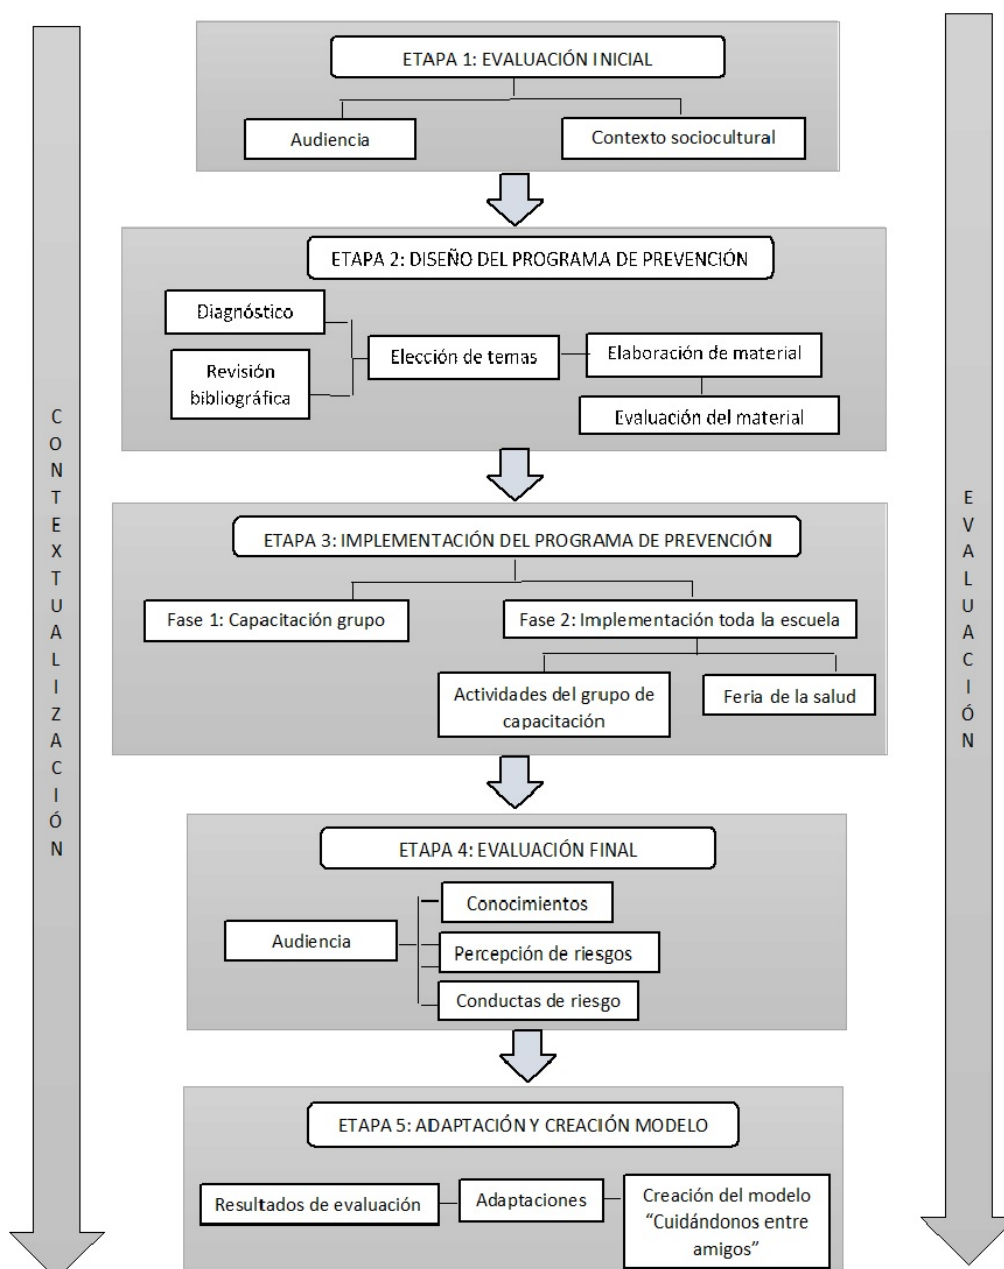 ETAPA 1: EVALUACIÓN INICIAL
Audiencia
Contexto sociocultural
ETAPA 2: DISEÑO DEL PROGRAMA DE PREVENCIÓN
Diagnóstico
Revisión
bibliográfica
Elección de temas
Elaboración de material
Evaluación del material
ETAPA 3: IMPLEMENTACIÓN DEL PROGRAMA DE PREVENCIÓN
Fase 1: Capacitación grupo
Fase 2: Implementación toda la escuela
Actividades del grupo de
capacitación
Feria de la salud
ETAPA 4: EVALUACIÓN FINAL
Audiencia
Conocimientos
Percepción de riesgos
Conductas de riesgo
ETAPA 5: ADAPTACIÓN Y CREACIÓN MODELO
Resultados de evaluación
Adaptaciones
Creación del modelo
“Cuidándonos entre
amigos”
CONTEXTUALIZACIÓN
EVALUACIÓN